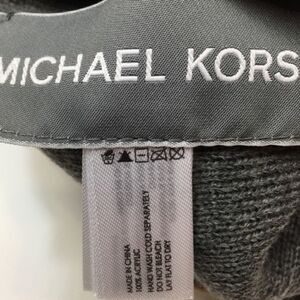 MICHAEL KORS
MADE IN CHINA
100% ACRYLIC
HAND WASH COLD SEPARATELY
DO NOT BLEACH
LAY FLAT TO DRY